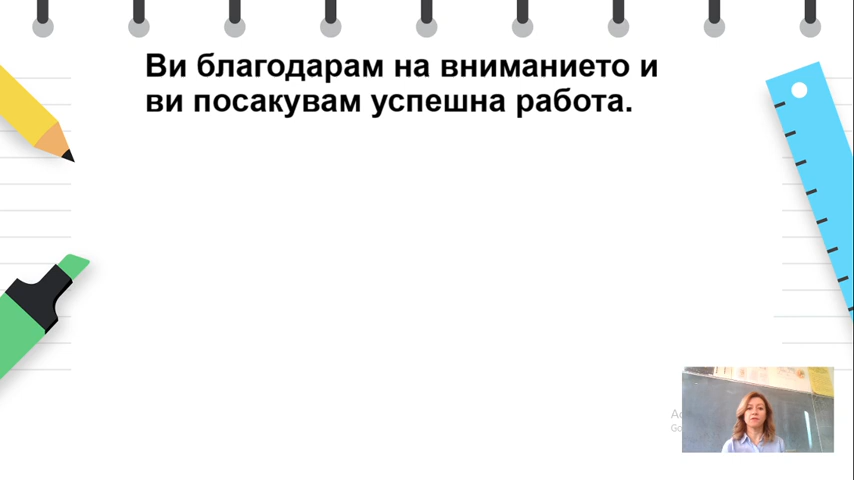 Ви благодарам на вниманието и
ви посакувам успешна работа.